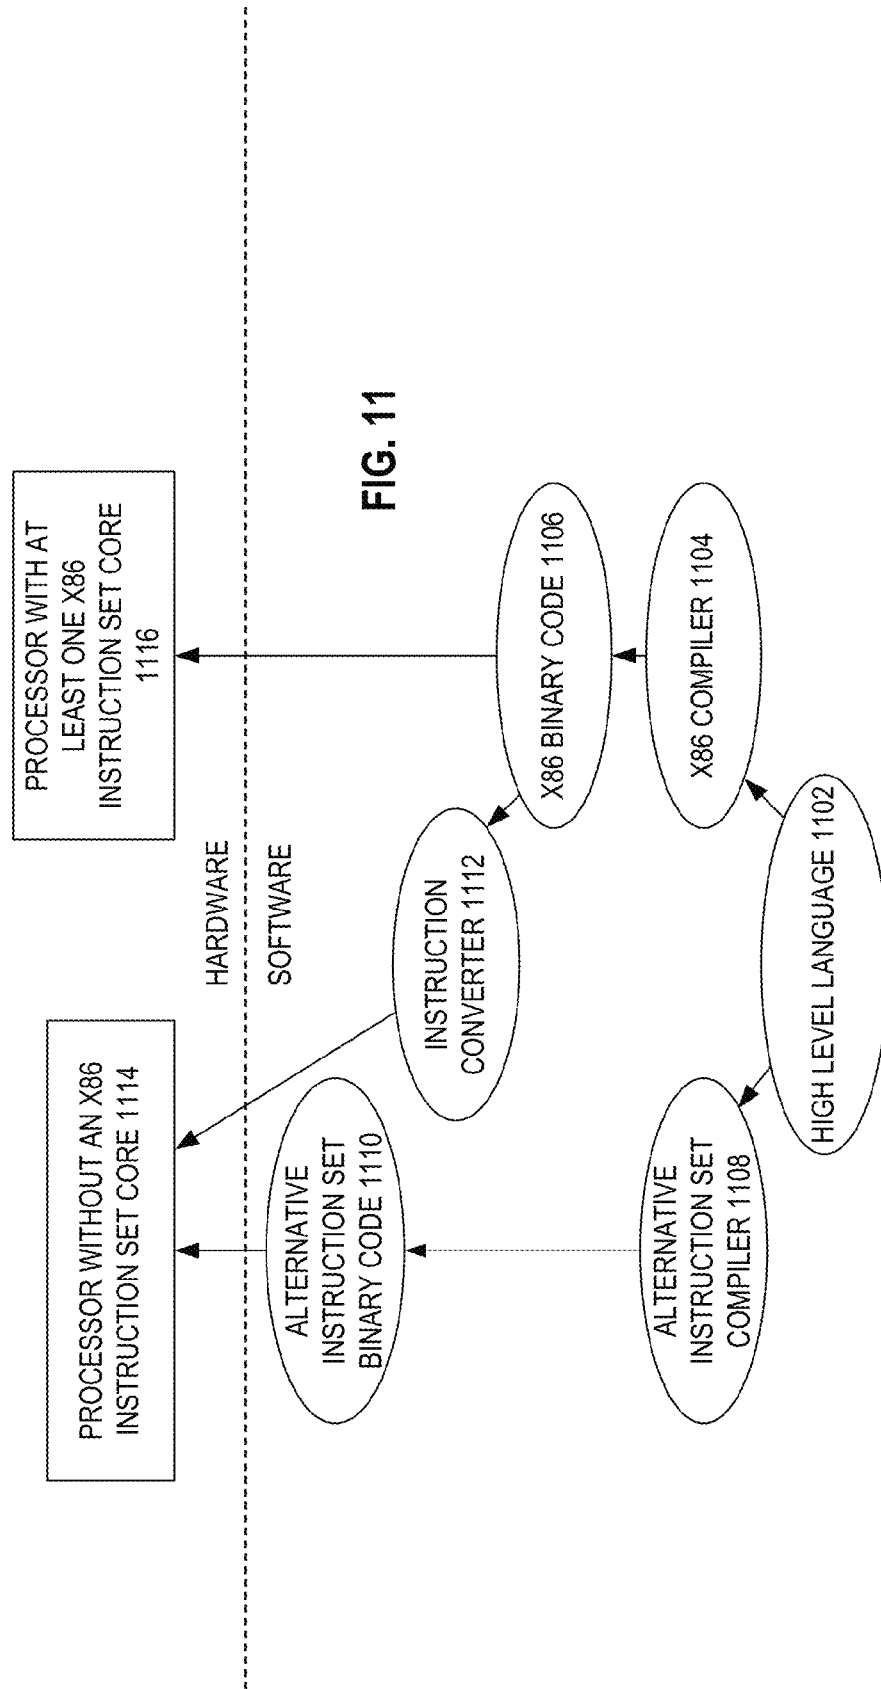 PROCESSOR WITHOUT AN X86
INSTRUCTION SET CORE 1114
PROCESSOR WITH AT
LEAST ONE X86
INSTRUCTION SET CORE
1116
HARDWARE
SOFTWARE
ALTERNATIVE
INSTRUCTION SET
BINARY CODE 1110
INSTRUCTION
CONVERTER 1112
FIG. 11
X86 BINARY CODE 1106
ALTERNATIVE
INSTRUCTION SET
COMPILER 1108
X86 COMPILER 1104
HIGH LEVEL LANGUAGE 1102